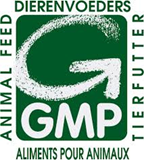 DIERENVOEDERS
ANIMAL FEED
TIERFUTTER
GMP
ALIMENTS POUR ANIMAUX